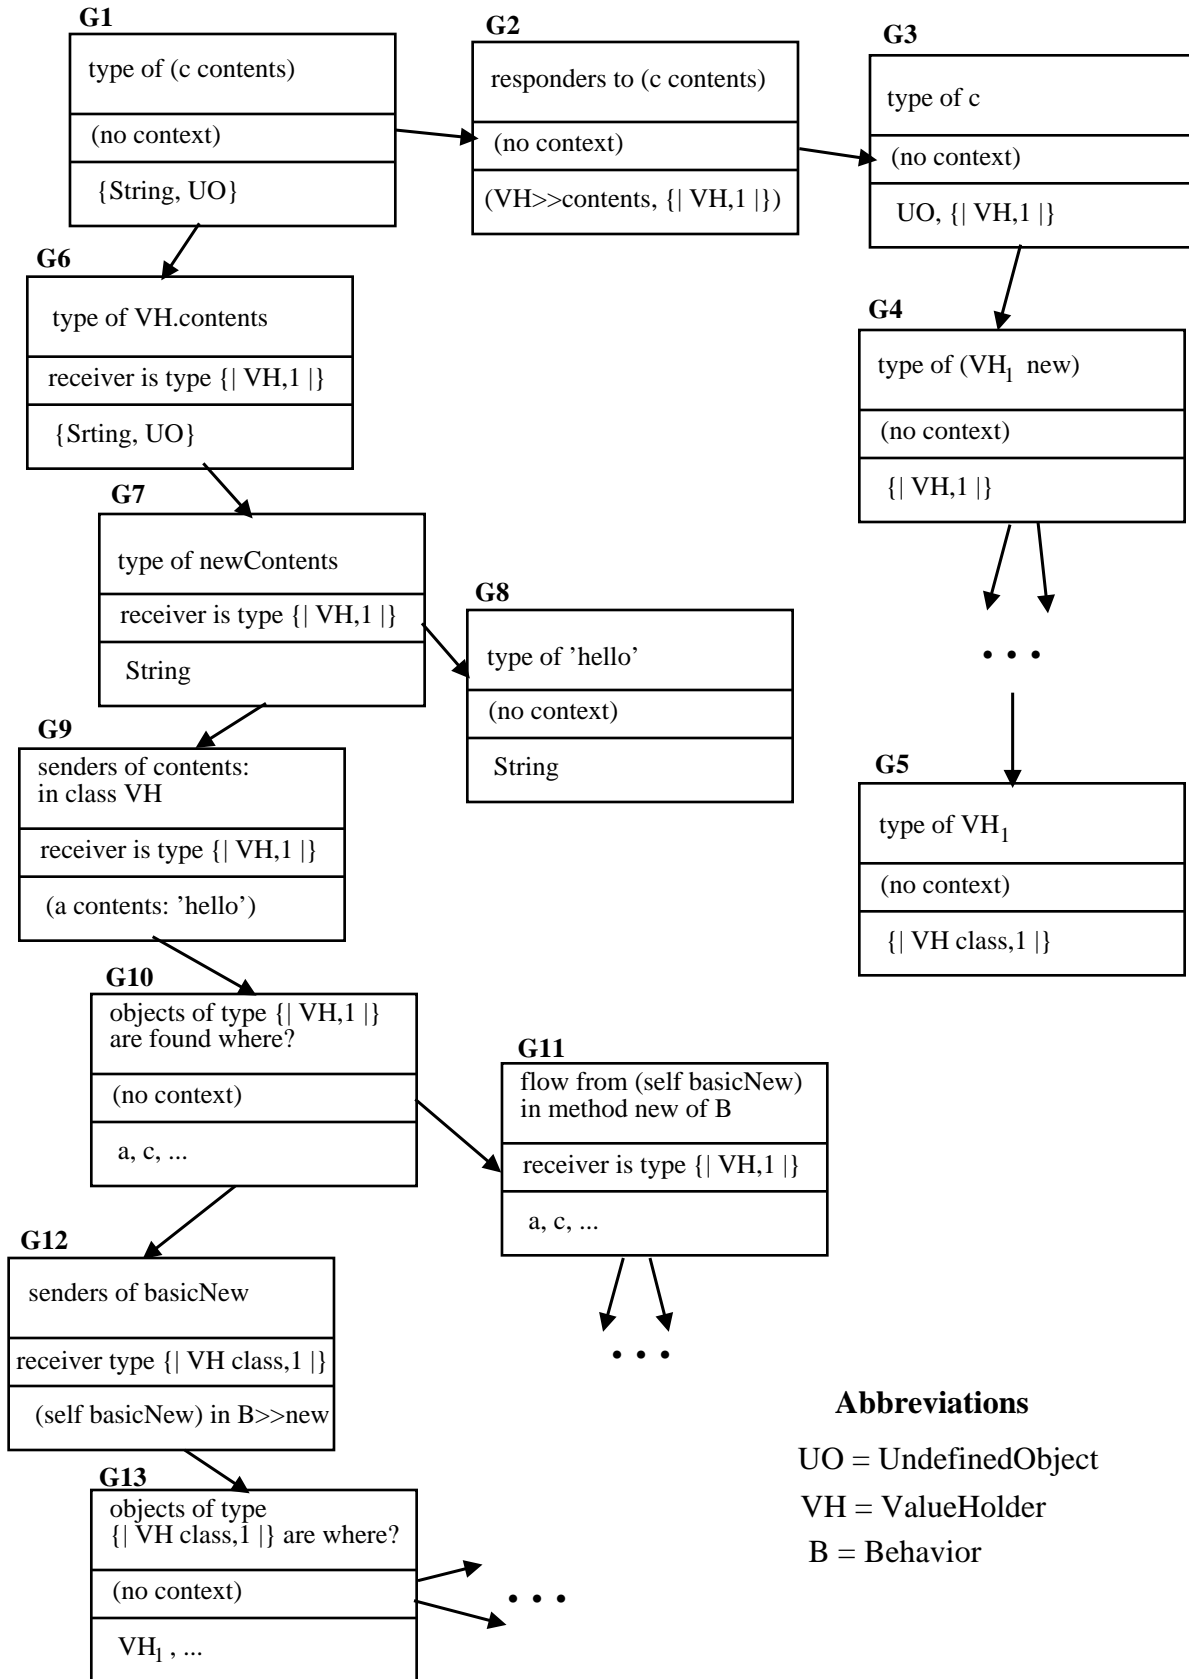 G1
type of (c contents)
(no context)
{String, UO}
G2
responders to (c contents)
(no context)
(VH>>contents, {| VH,1 |})
G3
type of c
(no context)
UO, {| VH,1 |}
G6
type of VH.contents
receiver is type {| VH,1 |}
{Srting, UO}
G4
type of (VH₁ new)
(no context)
{| VH,1 |}
G7
type of newContents
receiver is type {| VH,1 |}
String
G8
type of ’hello’
(no context)
String
...
G9
senders of contents:
in class VH
receiver is type {| VH,1 |}
(a contents: ’hello’)
G5
type of VH₁
(no context)
{| VH class,1 |}
G10
objects of type {| VH,1 |}
are found where?
(no context)
a, c, ...
G11
flow from (self basicNew)
in method new of B
receiver is type {| VH,1 |}
a, c, ...
...
G12
senders of basicNew
receiver type {| VH class,1 |}
(self basicNew) in B>>new
G13
objects of type
{| VH class,1 |} are where?
(no context)
VH₁ , ...
...
Abbreviations
UO = UndefinedObject
VH = ValueHolder
B = Behavior